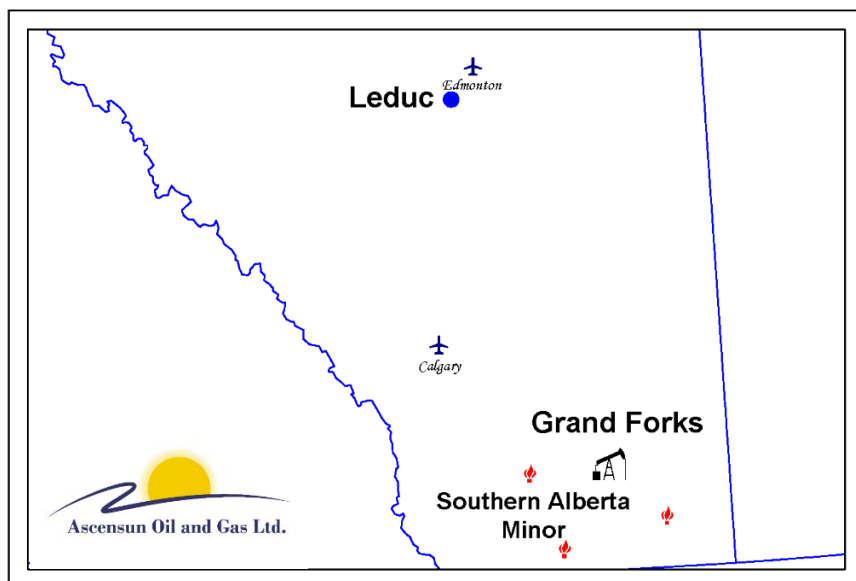 Edmonton
Leduc
Calgary
Grand Forks
Southern Alberta
Minor
Ascensun Oil and Gas Ltd.